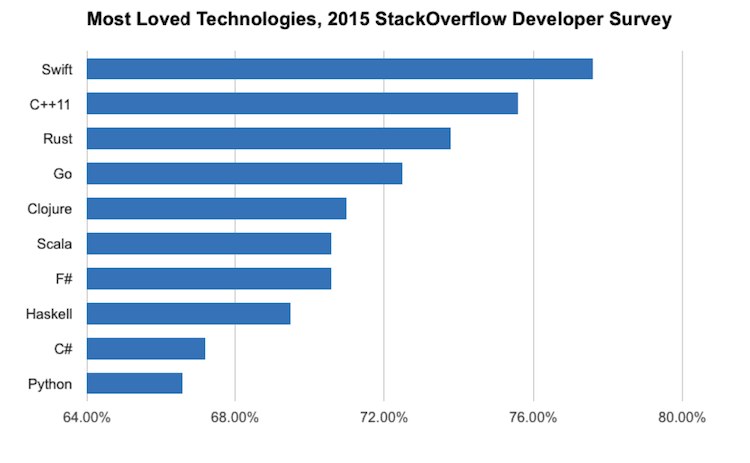 Most Loved Technologies, 2015 StackOverflow Developer Survey
Swift
C++11
Rust
Go
Clojure
Scala
F#
Haskell
C#
Python
64.00% 68.00% 72.00% 76.00% 80.00%